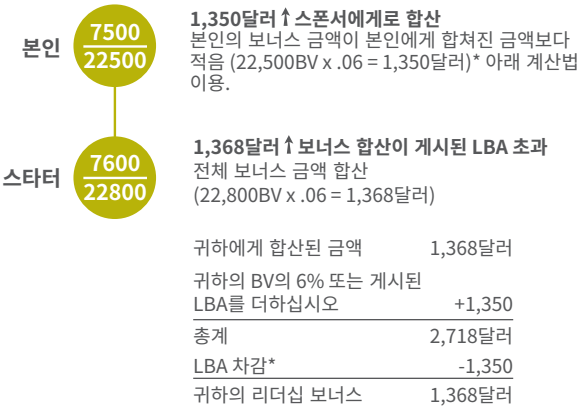 본인
7500
22500
1,350달러 ⬆ 스폰서에게로 합산
본인의 보너스 금액이 본인에게 합쳐진 금액보다
적음 (22,500BV x .06 = 1,350달러)* 아래 계산법
이용.
스타터
7600
22800
1,368달러 ⬆ 보너스 합산이 게시된 LBA 초과
전체 보너스 금액 합산
(22,800BV x .06 = 1,368달러)
귀하에게 합산된 금액 1,368달러
귀하의 BV의 6% 또는 게시된
LBA를 더하십시오 +1,350
총계 2,718달러
LBA 차감* -1,350
귀하의 리더십 보너스 1,368달러